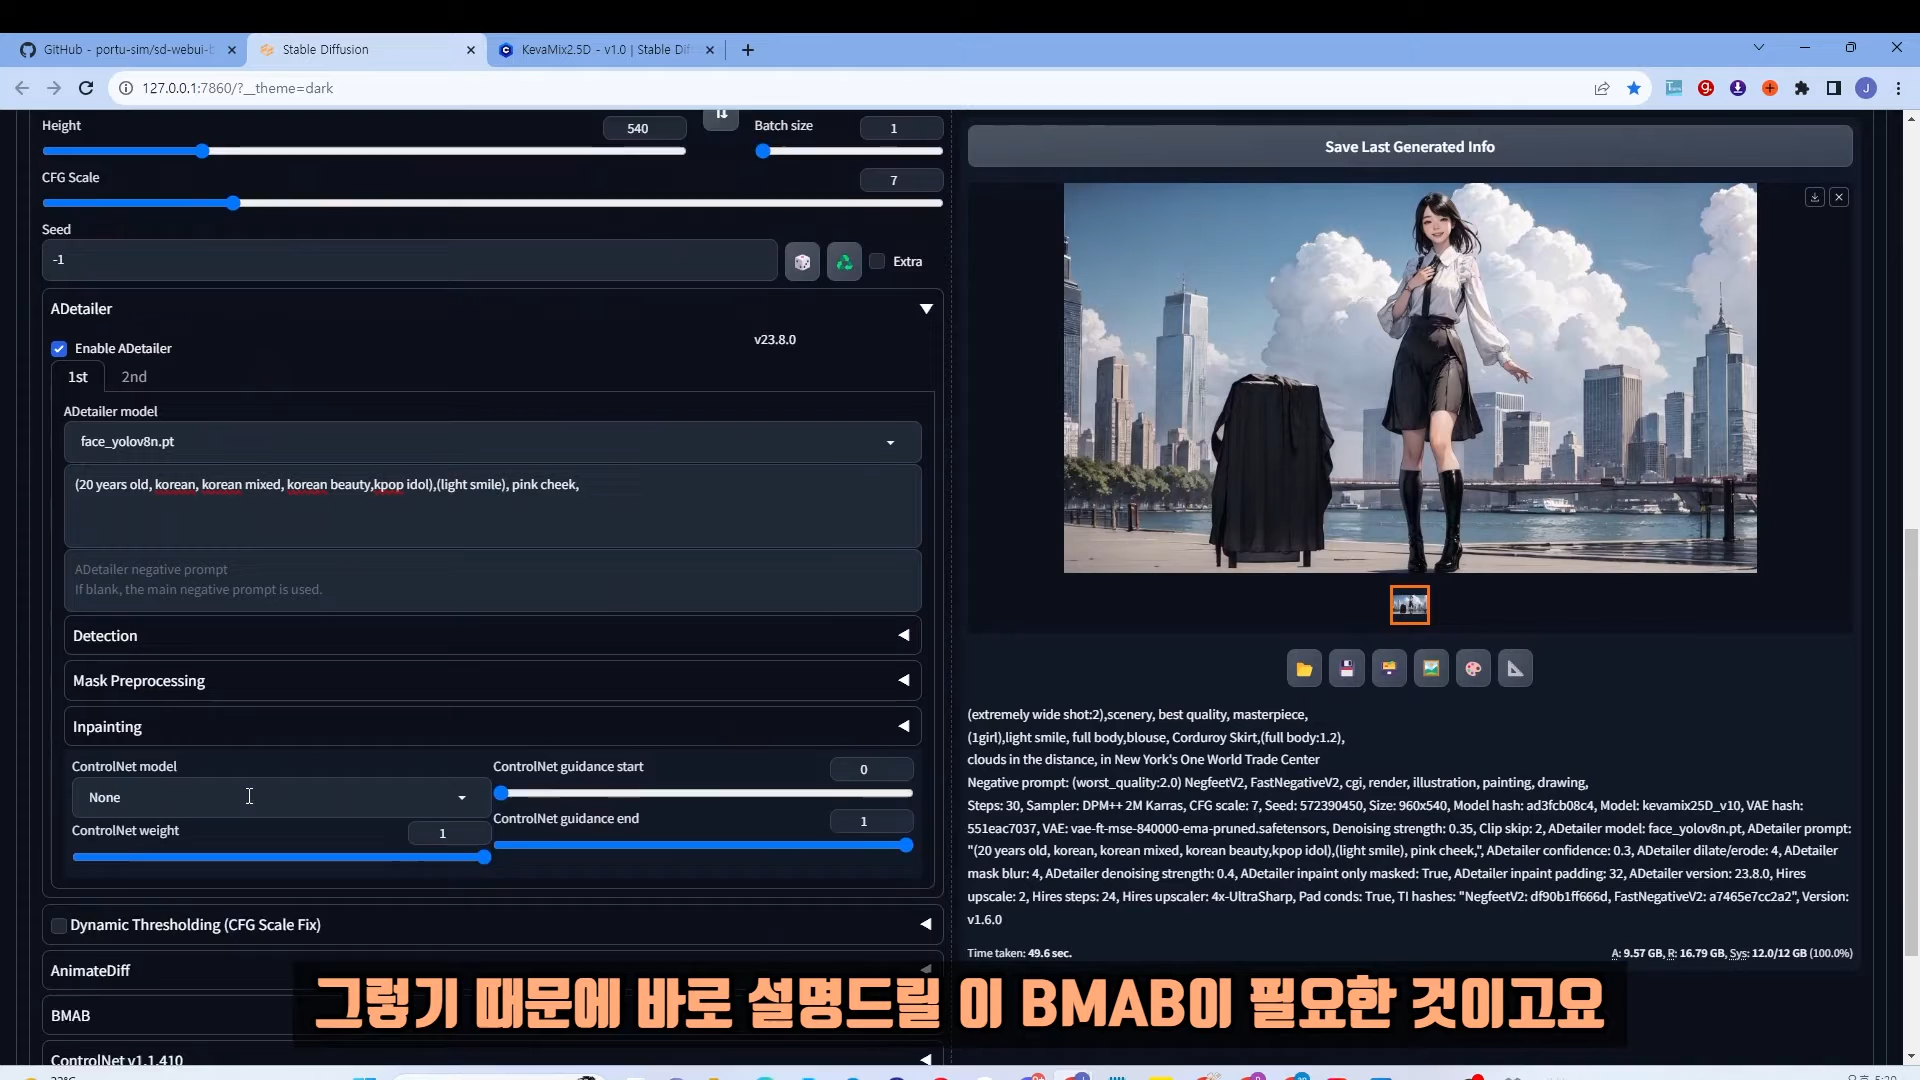 GitHub - portu-sim/sd-webui-b
Stable Diffusion
KevaMix2.5D - v1.0 | Stable Dif
127.0.0.1:7860/?__theme=dark
J
Height
540
Batch size
1
CFG Scale
7
Seed
-1
Extra
ADetailer
v23.8.0
Enable ADetailer
1st
2nd
ADetailer model
face_yolov8n.pt
(20 years old, korean, korean mixed, korean beauty,kpop idol),(light smile), pink cheek,
ADetailer negative prompt
If blank, the main negative prompt is used.
Detection
Mask Preprocessing
Inpainting
ControlNet model
None
ControlNet weight
1
ControlNet guidance start
0
ControlNet guidance end
1
Dynamic Thresholding (CFG Scale Fix)
AnimateDiff
BMAB
ControlNet v1.1.410
Save Last Generated Info
(extremely wide shot:2),scenery, best quality, masterpiece,
(1girl),light smile, full body,blouse, Corduroy Skirt,(full body:1.2),
clouds in the distance, in New York's One World Trade Center
Negative prompt: (worst_quality:2.0) NegfeetV2, FastNegativeV2, cgi, render, illustration, painting, drawing,
Steps: 30, Sampler: DPM++ 2M Karras, CFG scale: 7, Seed: 572390450, Size: 960x540, Model hash: ad3fcb08c4, Model: kevamix25D_v10, VAE hash:
551eac7037, VAE: vae-ft-mse-840000-ema-pruned.safetensors, Denoising strength: 0.35, Clip skip: 2, ADetailer model: face_yolov8n.pt, ADetailer prompt:
"(20 years old, korean, korean mixed, korean beauty,kpop idol),(light smile), pink cheek,", ADetailer confidence: 0.3, ADetailer dilate/erode: 4, ADetailer
mask blur: 4, ADetailer denoising strength: 0.4, ADetailer inpaint only masked: True, ADetailer inpaint padding: 32, ADetailer version: 23.8.0, Hires
upscale: 2, Hires steps: 24, Hires upscaler: 4x-UltraSharp, Pad conds: True, TI hashes: "NegfeetV2: df90b1ff666d, FastNegativeV2: a7465e7cc2a2", Version:
v1.6.0
Time taken: 49.6 sec.
A: 9.57 GB, R: 16.79 GB, Sys: 12.0/12 GB (100.0%)
그렇기 때문에 바로 설명드릴 이 BMAB이 필요한 것이고요